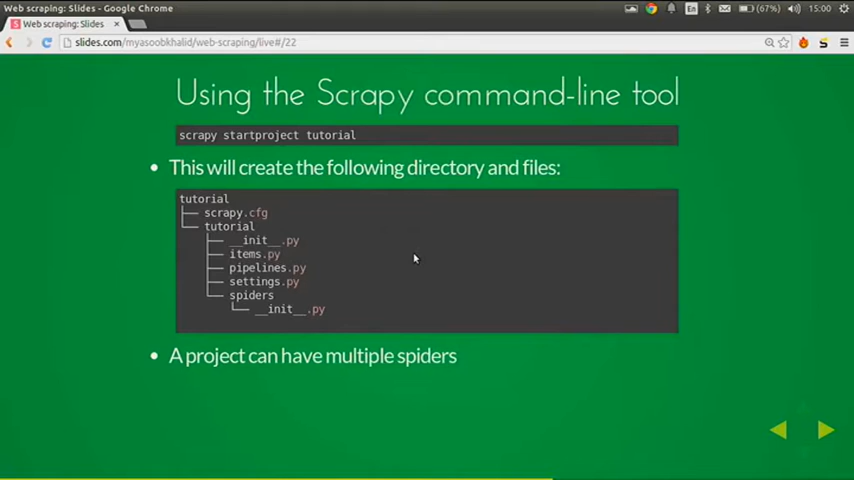 Web scraping: Slides - Google Chrome
En
(67%)
15:00
Web scraping: Slides
slides.com/myasoobkhalid/web-scraping/live#/22
Using the Scrapy command-line tool
scrapy startproject tutorial
This will create the following directory and files:
tutorial
├── scrapy.cfg
└── tutorial
├── __init__.py
├── items.py
├── pipelines.py
├── settings.py
└── spiders
└── __init__.py
A project can have multiple spiders